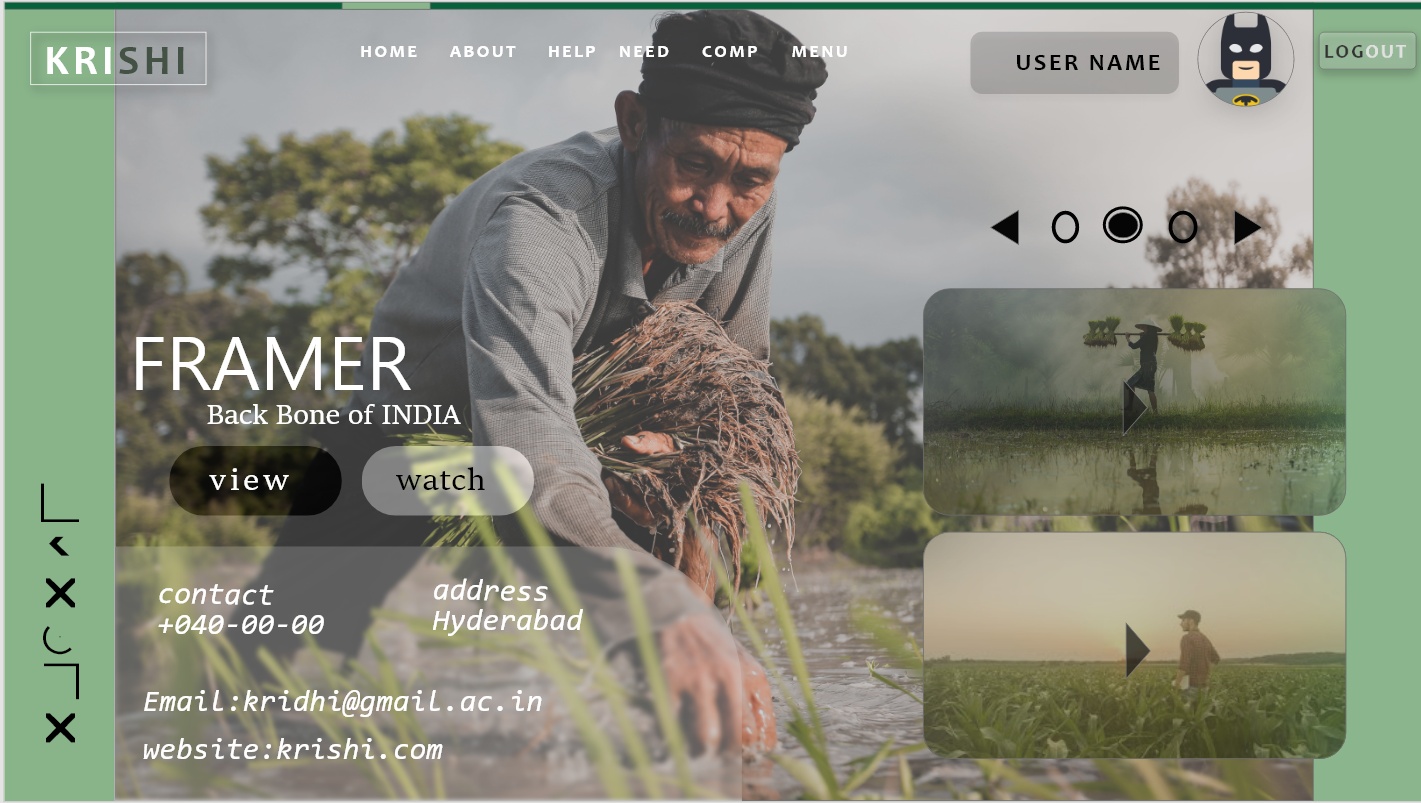 KRISHI
HOME ABOUT HELP NEED COMP MENU
USER NAME
LOGOUT
FRAMER
Back Bone of INDIA
view
watch
contact
+040-00-00
address
Hyderabad
Email:kridhi@gmail.ac.in
website:krishi.com